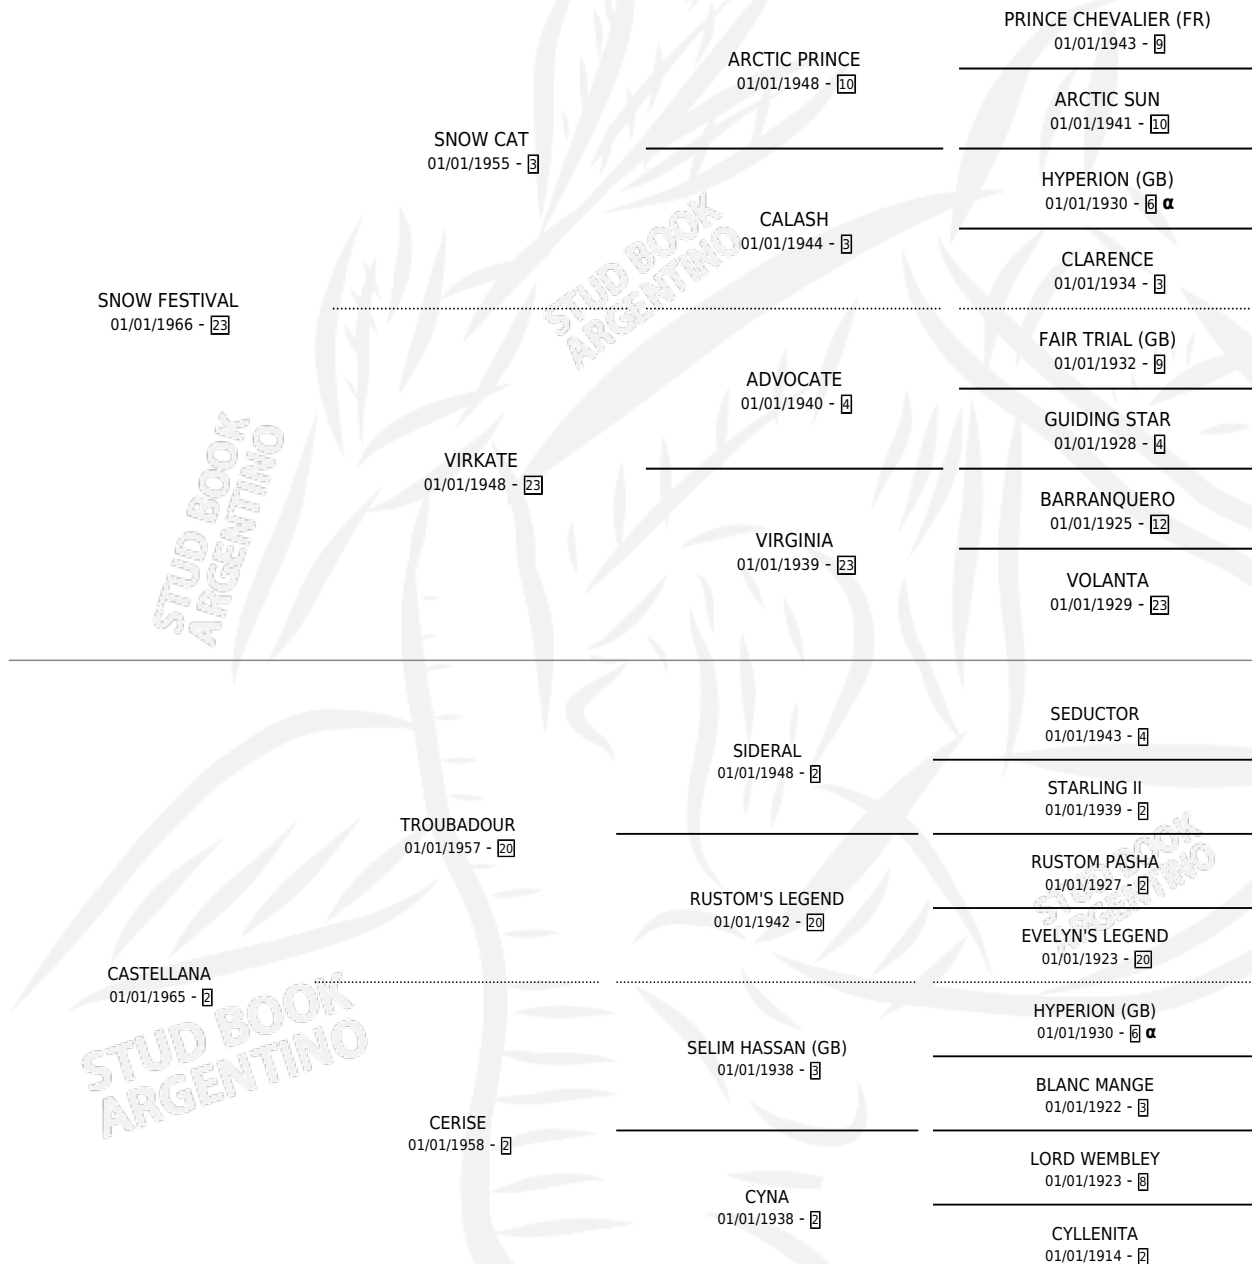 PRINCE CHEVALIER (FR)
01/01/1943 - 9
ARCTIC PRINCE
01/01/1948 - 10
ARCTIC SUN
01/01/1941 - 10
SNOW CAT
01/01/1955 - 3
HYPERION (GB)
01/01/1930 - 6 α
CALASH
01/01/1944 - 3
CLARENCE
01/01/1934 - 3
SNOW FESTIVAL
01/01/1966 - 23
FAIR TRIAL (GB)
01/01/1932 - 9
ADVOCATE
01/01/1940 - 4
GUIDING STAR
01/01/1928 - 4
VIRKATE
01/01/1948 - 23
BARRANQUERO
01/01/1925 - 12
VIRGINIA
01/01/1939 - 23
VOLANTA
01/01/1929 - 23
SEDUCTOR
01/01/1943 - 4
SIDERAL
01/01/1948 - 2
STARLING II
01/01/1939 - 2
TROUBADOUR
01/01/1957 - 20
RUSTOM PASHA
01/01/1927 - 2
RUSTOM'S LEGEND
01/01/1942 - 20
EVELYN'S LEGEND
01/01/1923 - 20
CASTELLANA
01/01/1965 - 2
HYPERION (GB)
01/01/1930 - 6 α
SELIM HASSAN (GB)
01/01/1938 - 3
BLANC MANGE
01/01/1922 - 3
CERISE
01/01/1958 - 2
LORD WEMBLEY
01/01/1923 - 8
CYNA
01/01/1938 - 2
CYLLENITA
01/01/1914 - 2
STUD BOOK
ARGENTINO
STUD BOOK
ARGENTINO
STUD BOOK
ARGENTINO
STUD BOOK
ARGENTINO